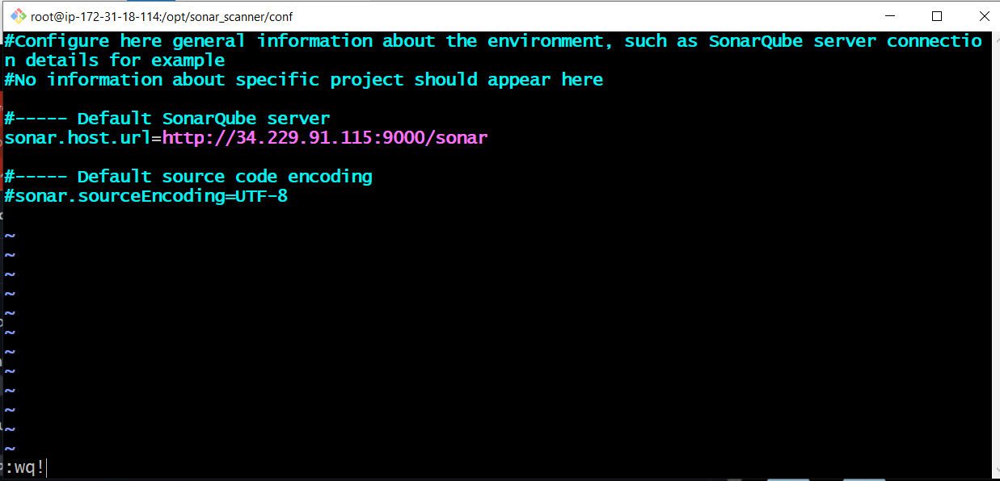 root@ip-172-31-18-114:/opt/sonar_scanner/conf
#Configure here general information about the environment, such as SonarQube server connectio
n details for example
#No information about specific project should appear here
#----- Default SonarQube server
sonar.host.url=http://34.229.91.115:9000/sonar
#----- Default source code encoding
#sonar.sourceEncoding=UTF-8
~
~
~
~
~
~
~
~
~
~
~
~
:wq!